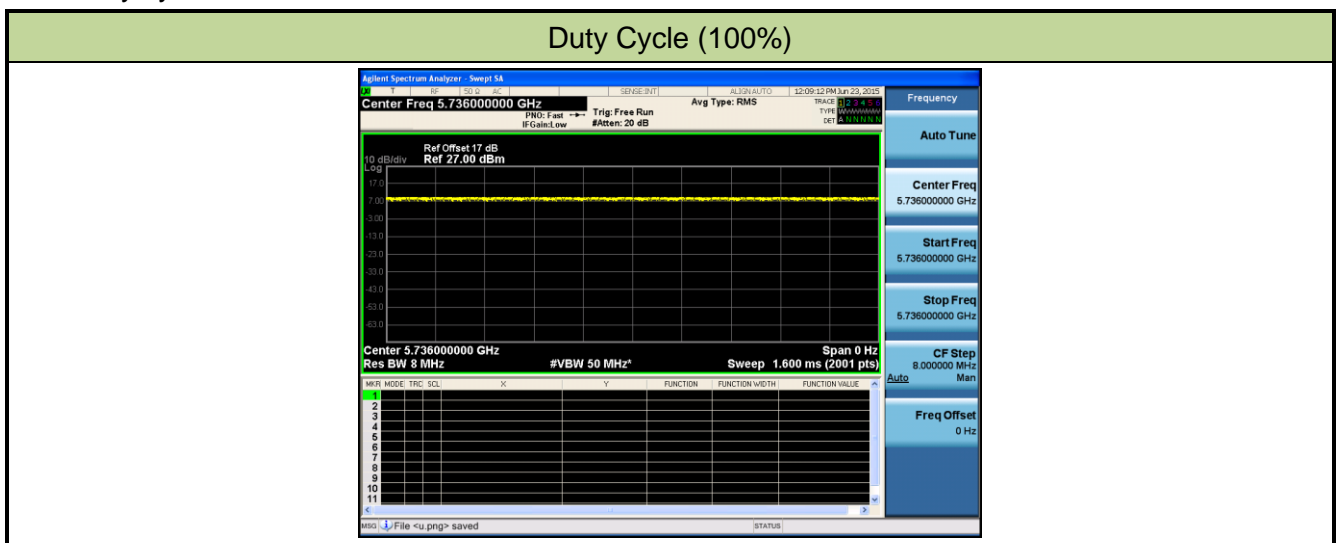 Duty Cycle (100%)
Agilent Spectrum Analyzer - Swept SA
T RF 50 Ω AC SENSE:INT ALIGNAUTO 12:09:12 PM Jun 23, 2015
Center Freq 5.736000000 GHz
Avg Type: RMS
TRACE 1 2 3 4 5 6
PNO: Fast
Trig: Free Run
TYPE
IFGain:Low
#Atten: 20 dB
DET A N N N N N
Ref Offset 17 dB
10 dB/div Ref 27.00 dBm
Log
17.0
7.00
-3.00
-13.0
-23.0
-33.0
-43.0
-53.0
-63.0
Center 5.736000000 GHz Span 0 Hz
Res BW 8 MHz #VBW 50 MHz* Sweep 1.600 ms (2001 pts)
MKR MODE TRC SCL X Y FUNCTION FUNCTION WIDTH FUNCTION VALUE
1
2
3
4
5
6
7
8
9
10
11
MSG File <u.png> saved STATUS
Frequency
Auto Tune
Center Freq
5.736000000 GHz
Start Freq
5.736000000 GHz
Stop Freq
5.736000000 GHz
CF Step
8.000000 MHz
Auto Man
Freq Offset
0 Hz